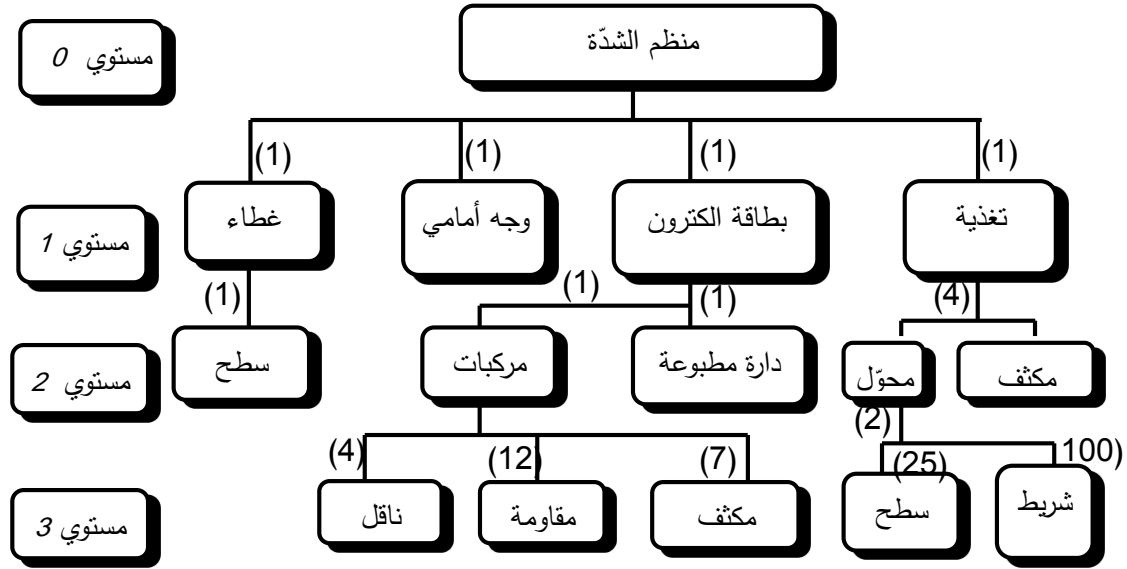 منظم الشدّة
مستوي 0
(1) (1) (1) (1)
تغذية
بطاقة الكترون
وجه أمامي
غطاء
مستوي 1
(4)
(1)
(1)
(1)
مكثف
محوّل
دارة مطبوعة
مركبات
سطح
مستوي 2
(2)
100)
(25)
(7)
(12)
(4)
شريط
سطح
مكثف
مقاومة
ناقل
مستوي 3